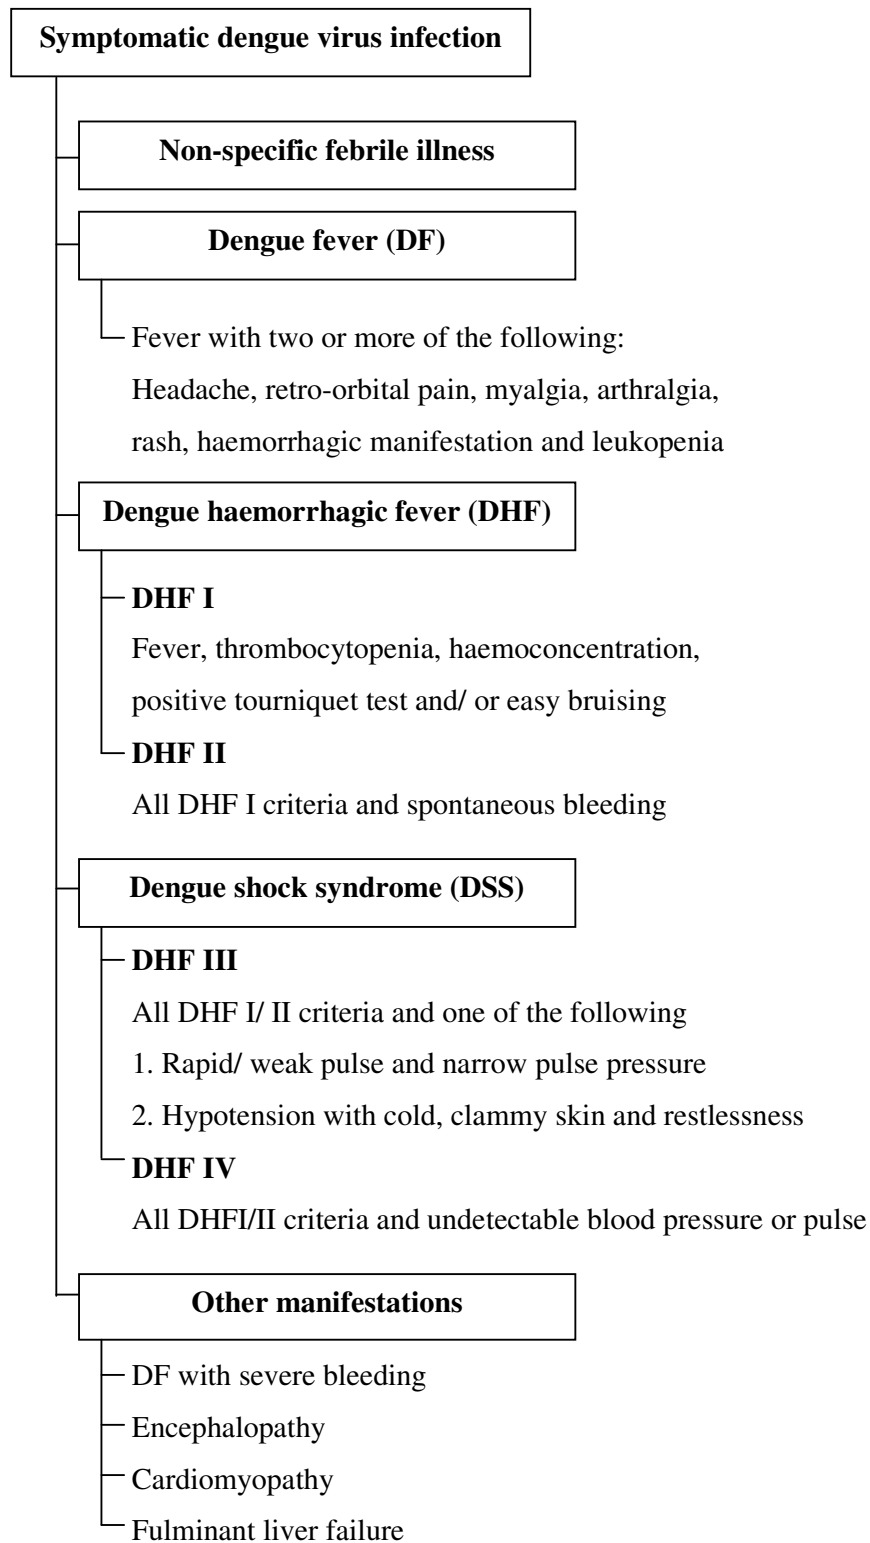 Symptomatic dengue virus infection
Non-specific febrile illness
Dengue fever (DF)
Fever with two or more of the following:
Headache, retro-orbital pain, myalgia, arthralgia,
rash, haemorrhagic manifestation and leukopenia
Dengue haemorrhagic fever (DHF)
DHF I
Fever, thrombocytopenia, haemoconcentration,
positive tourniquet test and/ or easy bruising
DHF II
All DHF I criteria and spontaneous bleeding
Dengue shock syndrome (DSS)
DHF III
All DHF I/ II criteria and one of the following
1. Rapid/ weak pulse and narrow pulse pressure
2. Hypotension with cold, clammy skin and restlessness
DHF IV
All DHFI/II criteria and undetectable blood pressure or pulse
Other manifestations
DF with severe bleeding
Encephalopathy
Cardiomyopathy
Fulminant liver failure